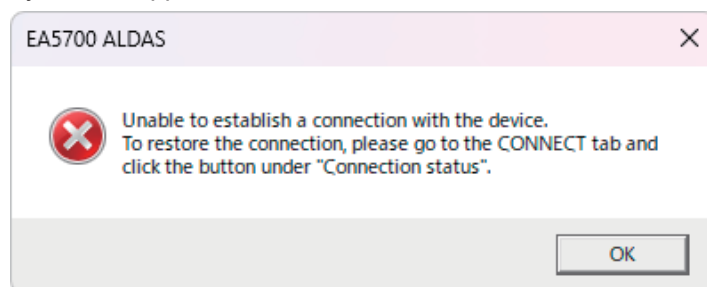 EA5700 ALDAS
Unable to establish a connection with the device.
To restore the connection, please go to the CONNECT tab and
click the button under "Connection status".
OK